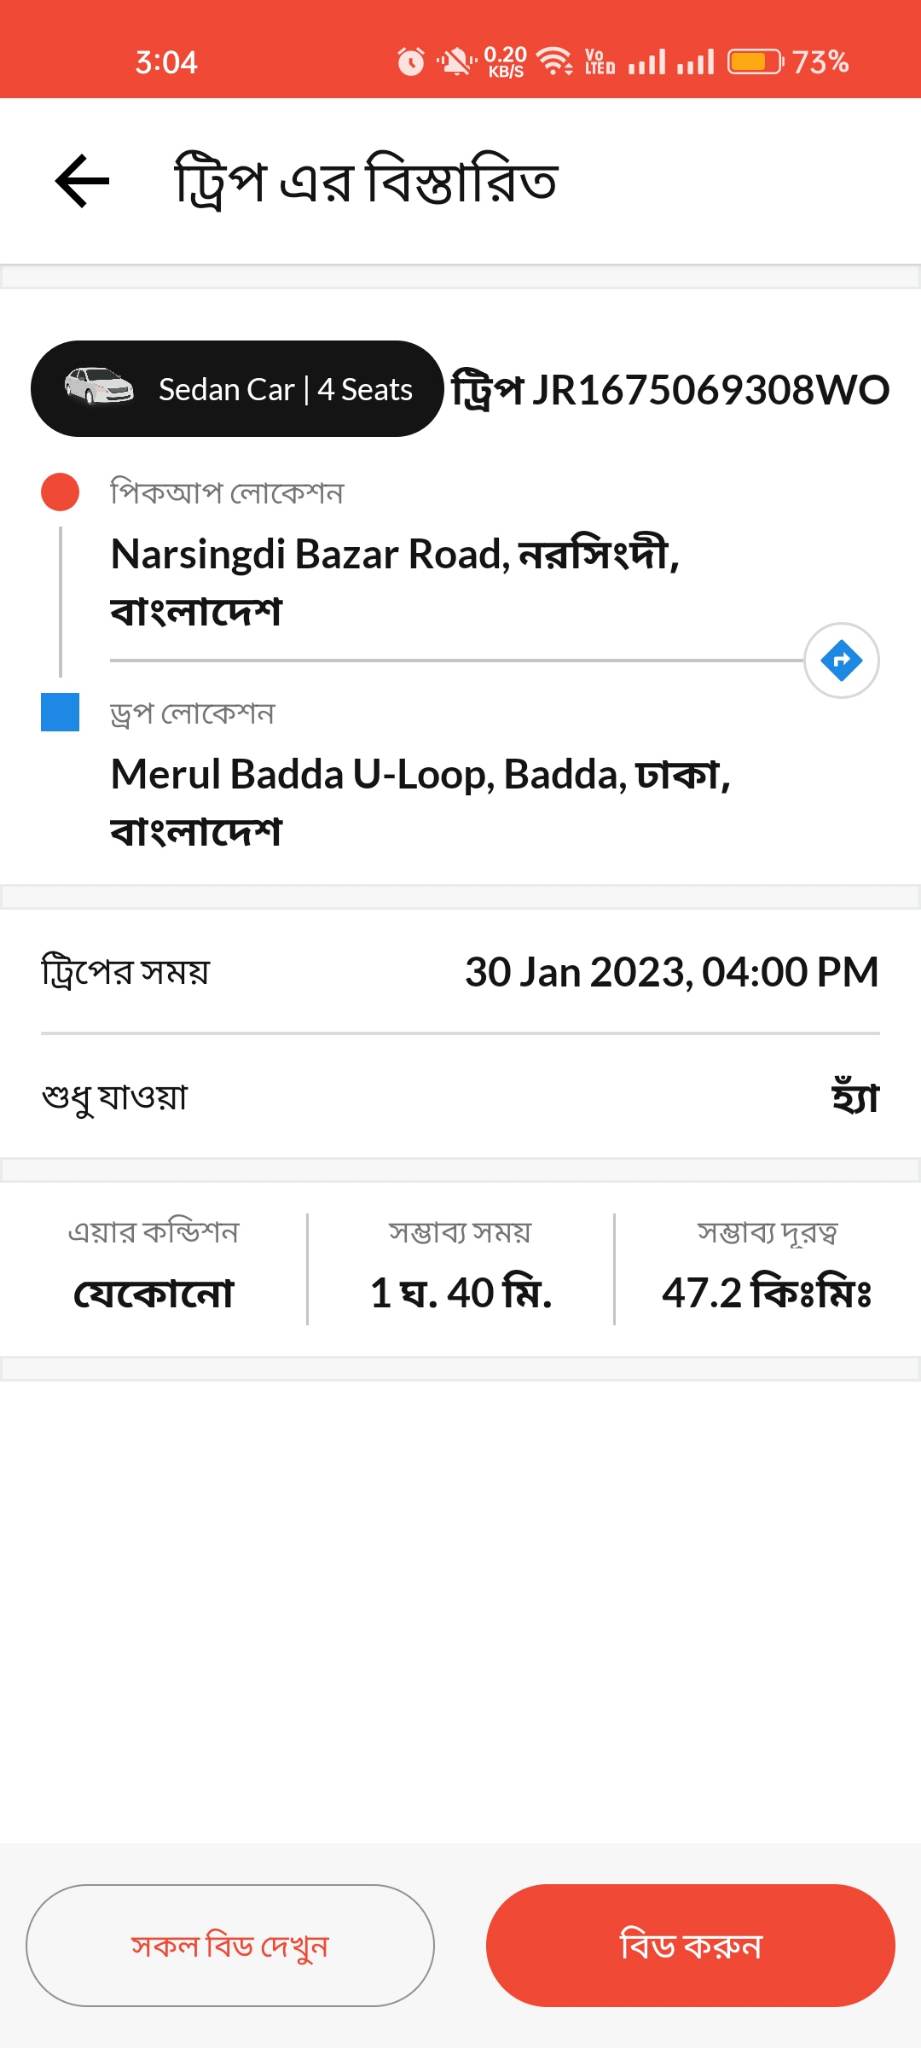 3:04
0.20
KB/S
Vo
LTE
73%
ট্রিপ এর বিস্তারিত
Sedan Car | 4 Seats
ট্রিপ JR1675069308WO
পিকআপ লোকেশন
Narsingdi Bazar Road, নরসিংদী,
বাংলাদেশ
ড্রপ লোকেশন
Merul Badda U-Loop, Badda, ঢাকা,
বাংলাদেশ
ট্রিপের সময়
30 Jan 2023, 04:00 PM
শুধু যাওয়া
হ্যাঁ
এয়ার কন্ডিশন
সম্ভাব্য সময়
সম্ভাব্য দূরত্ব
যেকোনো
1 ঘ. 40 মি.
47.2 কিঃমিঃ
সকল বিড দেখুন
বিড করুন